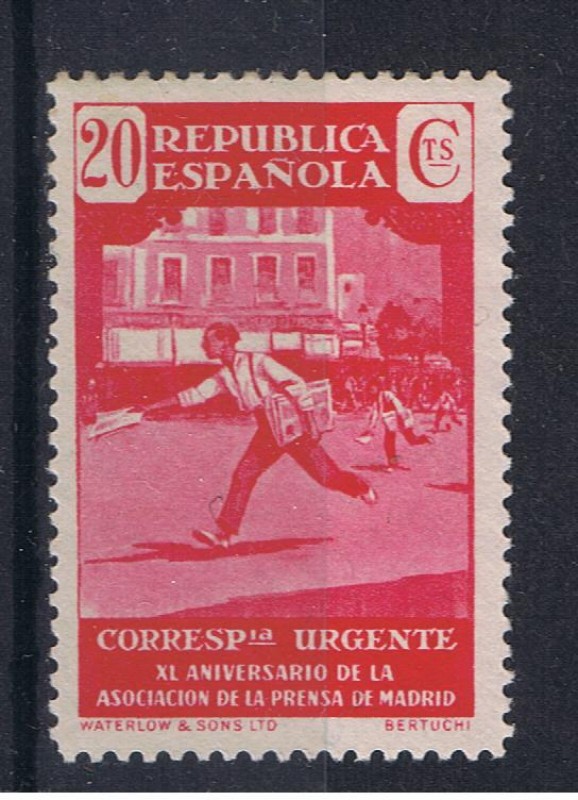 20 REPUBLICA CTS
ESPAÑOLA
CORRESPIA URGENTE
XL ANIVERSARIO DE LA
ASOCIACION DE LA PRENSA DE MADRID
WATERLOW & SONS LTD BERTUCHI